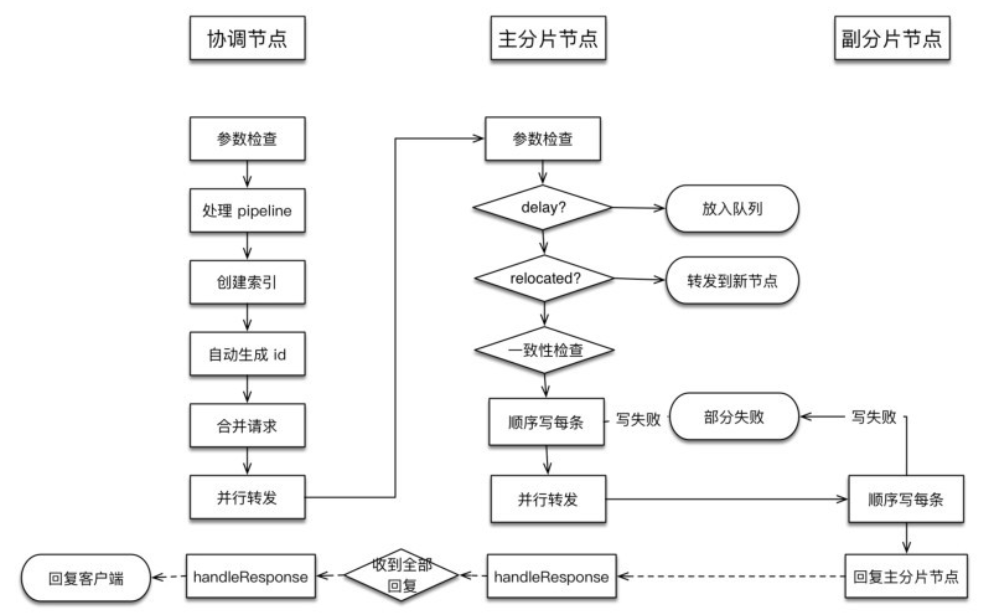 协调节点
主分片节点
副分片节点
参数检查
处理 pipeline
创建索引
自动生成 id
合并请求
并行转发
参数检查
delay?
放入队列
relocated?
转发到新节点
一致性检查
顺序写每条
写失败
部分失败
写失败
并行转发
顺序写每条
回复客户端
handleResponse
收到全部
回复
handleResponse
回复主分片节点